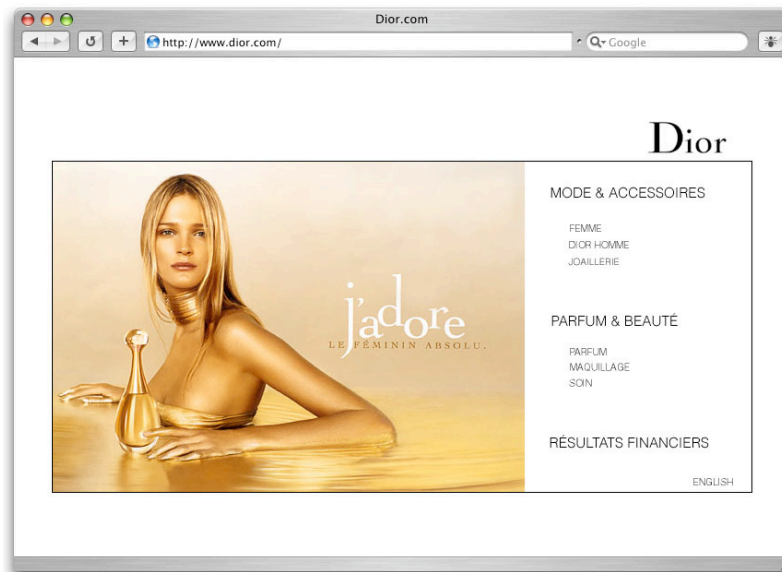 Dior.com
http://www.dior.com/
Google
Dior
MODE & ACCESSOIRES
FEMME
DIOR HOMME
JOAILLERIE
j'adore
LE FÉMININ ABSOLU.
PARFUM & BEAUTÉ
PARFUM
MAQUILLAGE
SOIN
RÉSULTATS FINANCIERS
ENGLISH